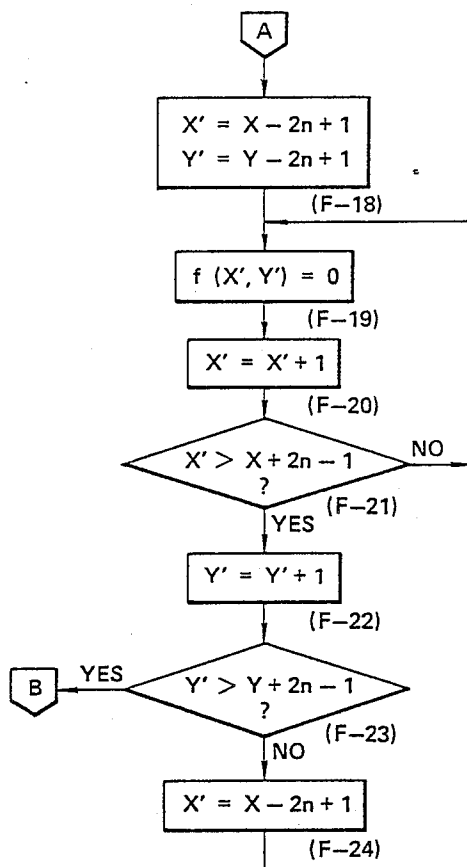 A
X' = X − 2n + 1
Y' = Y − 2n + 1
(F−18)
f (X', Y') = 0
(F−19)
X' = X' + 1
(F−20)
X' > X + 2n − 1
?
NO
(F−21)
YES
Y' = Y' + 1
(F−22)
YES
B
Y' > Y + 2n − 1
?
(F−23)
NO
X' = X − 2n + 1
(F−24)